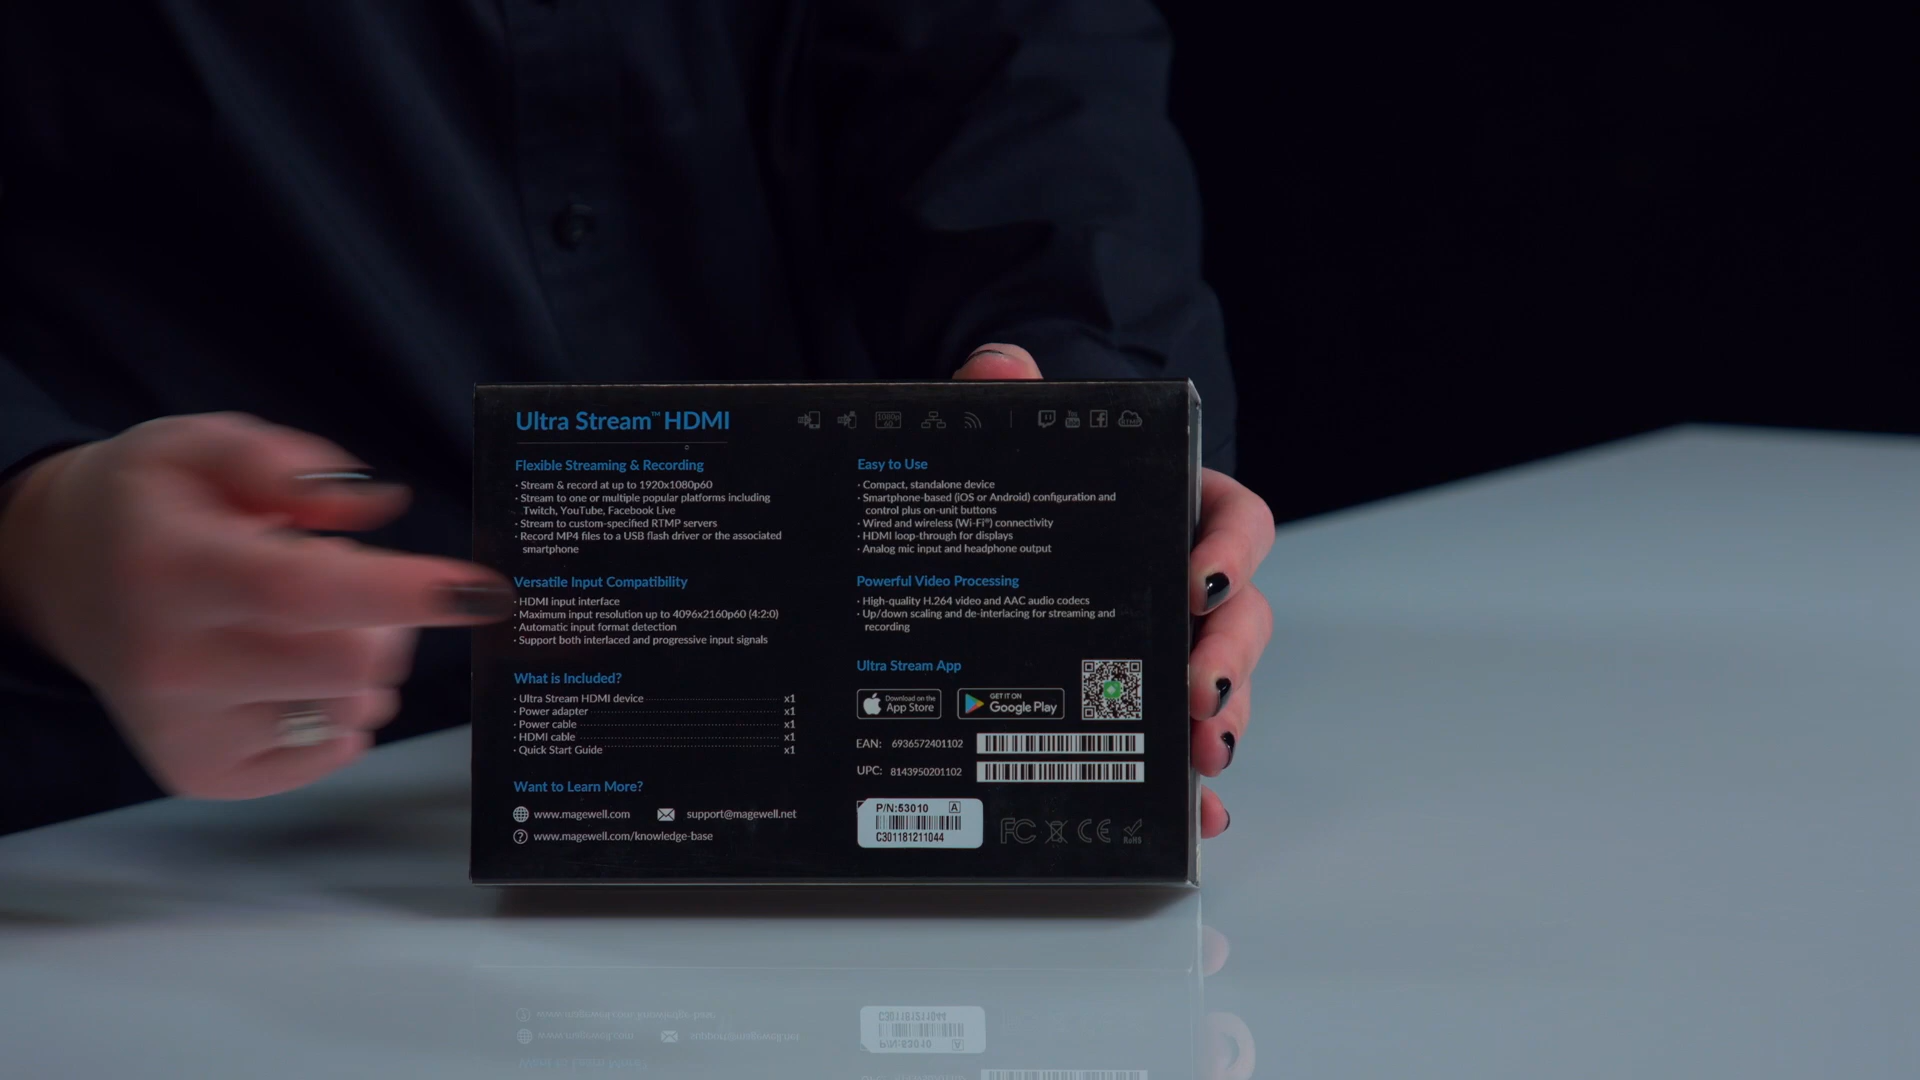 Ultra Stream™ HDMI
1080p
60
You
Tube
RTMP
Flexible Streaming & Recording
· Stream & record at up to 1920x1080p60
· Stream to one or multiple popular platforms including
Twitch, YouTube, Facebook Live
· Stream to custom-specified RTMP servers
· Record MP4 files to a USB flash driver or the associated
smartphone
Versatile Input Compatibility
· HDMI input interface
· Maximum input resolution up to 4096x2160p60 (4:2:0)
· Automatic input format detection
· Support both interlaced and progressive input signals
What is Included?
· Ultra Stream HDMI device x1
· Power adapter x1
· Power cable x1
· HDMI cable x1
· Quick Start Guide x1
Want to Learn More?
www.magewell.com support@magewell.net
www.magewell.com/knowledge-base
Easy to Use
· Compact, standalone device
· Smartphone-based (iOS or Android) configuration and
control plus on-unit buttons
· Wired and wireless (Wi-Fi®) connectivity
· HDMI loop-through for displays
· Analog mic input and headphone output
Powerful Video Processing
· High-quality H.264 video and AAC audio codecs
· Up/down scaling and de-interlacing for streaming and
recording
Ultra Stream App
Download on the
App Store
GET IT ON
Google Play
EAN: 6936572401102
UPC: 8143950201102
P/N:53010 A
C301181211044
FC CE RoHS